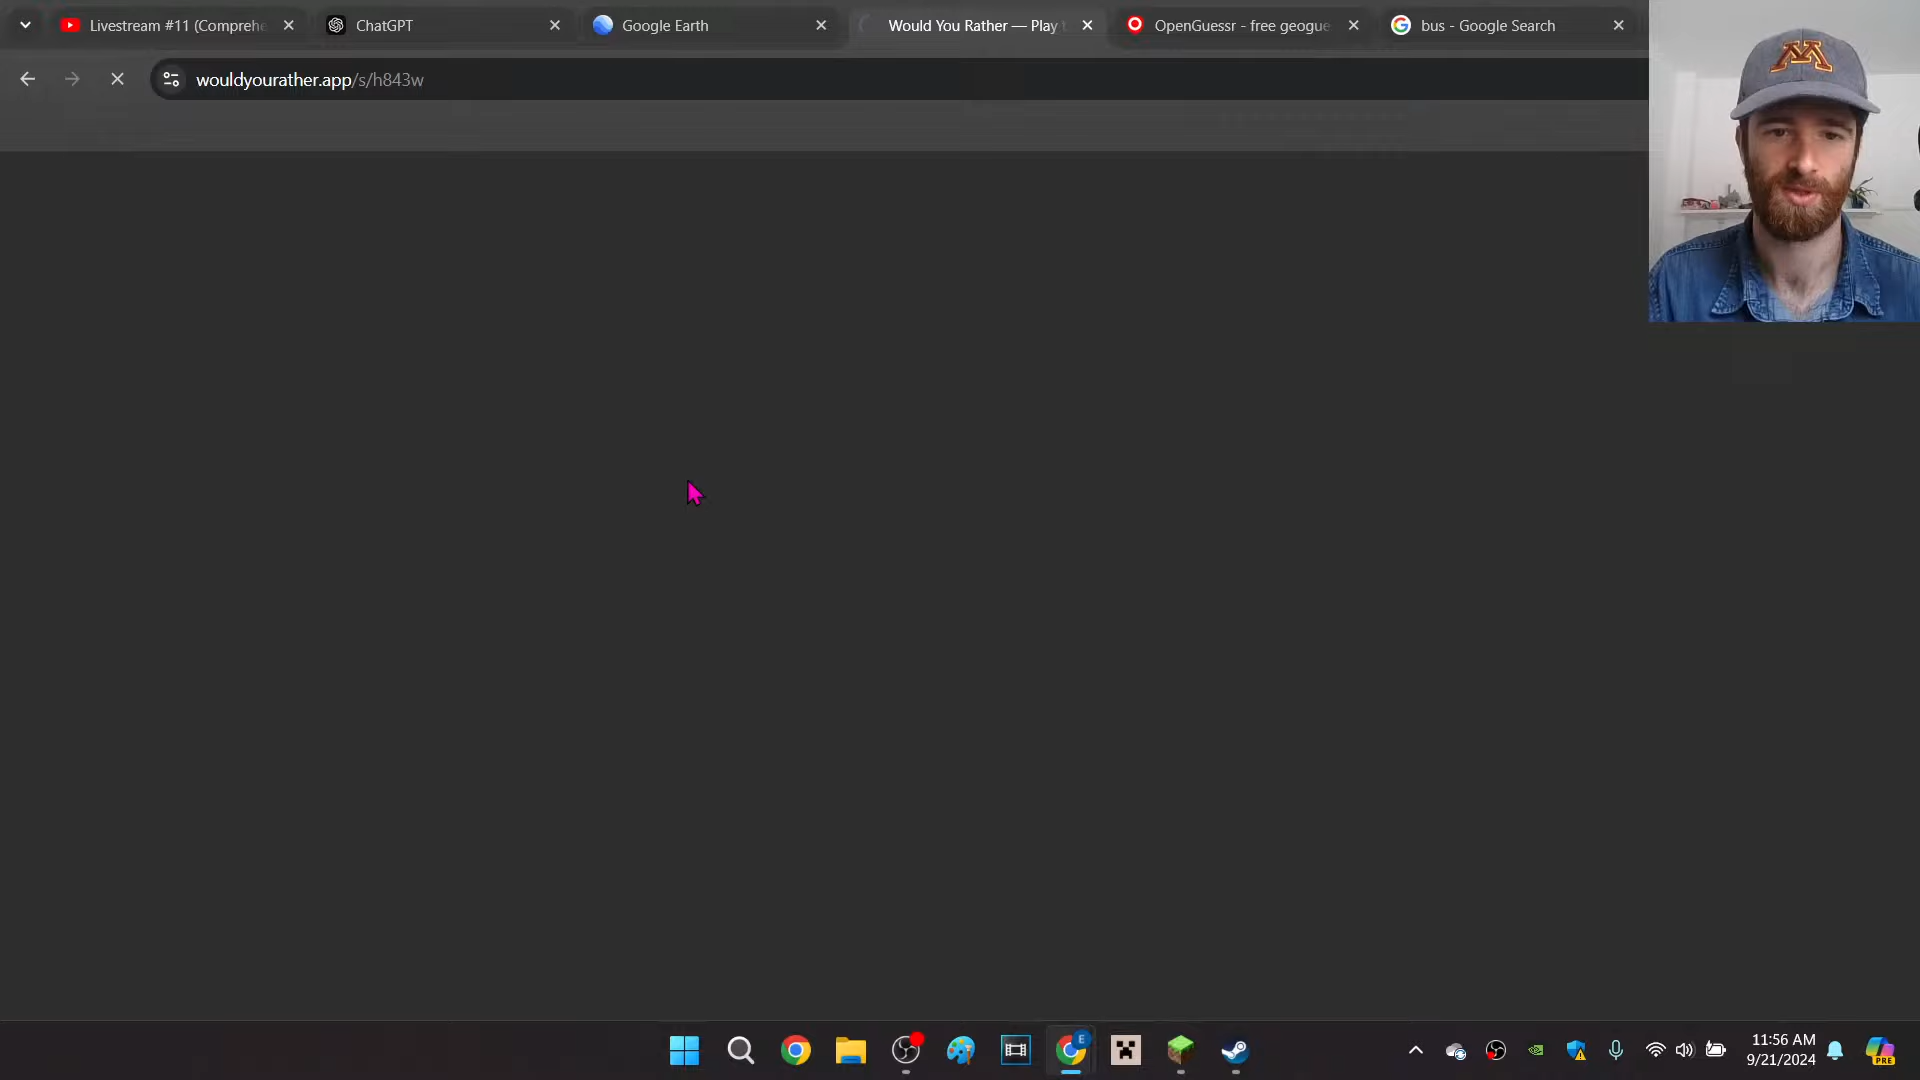 Livestream #11 (Comprehe
ChatGPT
Google Earth
Would You Rather — Play t
OpenGuessr - free geogue
bus - Google Search
wouldyourather.app/s/h843w
M
E
11:56 AM
9/21/2024
PRE